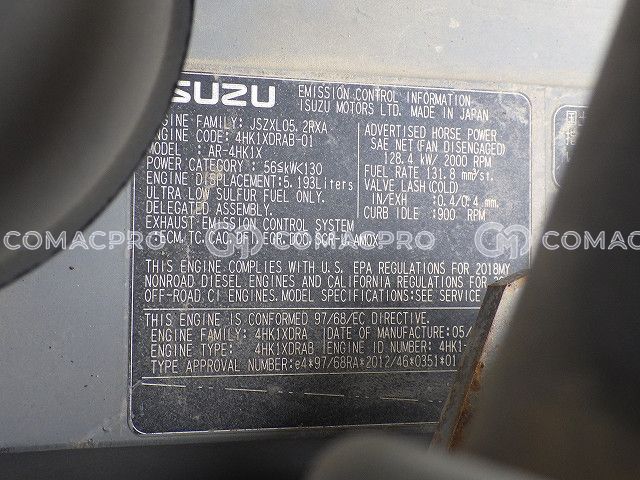 ISUZU
EMISSION CONTROL INFORMATION
ISUZU MOTORS LTD. MADE IN JAPAN
ENGINE FAMILY: JSZXL05.2RXA
ENGINE CODE: 4HK1XDRAB-01
MODEL: AR-4HK1X
POWER CATEGORY: 56≤kW<130
ENGINE DISPLACEMENT: 5.193Liters
ULTRA LOW SULFUR FUEL ONLY.
DELEGATED ASSEMBLY.
EXHAUST EMISSION CONTROL SYSTEM
ADVERTISED HORSE POWER
SAE NET (FAN DISENGAGED)
128.4 kW/ 2000 RPM
FUEL RATE 131.8 mm³/st.
VALVE LASH (COLD)
IN/EXH :0.4/0.4 mm.
CURB IDLE :900 RPM
COMACPRO COMACPRO
THIS ENGINE COMPLIES WITH U.S. EPA REGULATIONS FOR 2018MY
NONROAD DIESEL ENGINES AND CALIFORNIA REGULATIONS FOR
OFF-ROAD CI ENGINES. MODEL SPECIFICATIONS:SEE SERVICE
THIS ENGINE IS CONFORMED 97/68/EC DIRECTIVE.
ENGINE FAMILY: 4HK1XDRA |DATE OF MANUFACTURE:05/
ENGINE TYPE: 4HK1XDRAB |ENGINE ID NUMBER: 4HK1-
TYPE APPROVAL NUMBER:e4*97/68RA*2012/46*0351*01